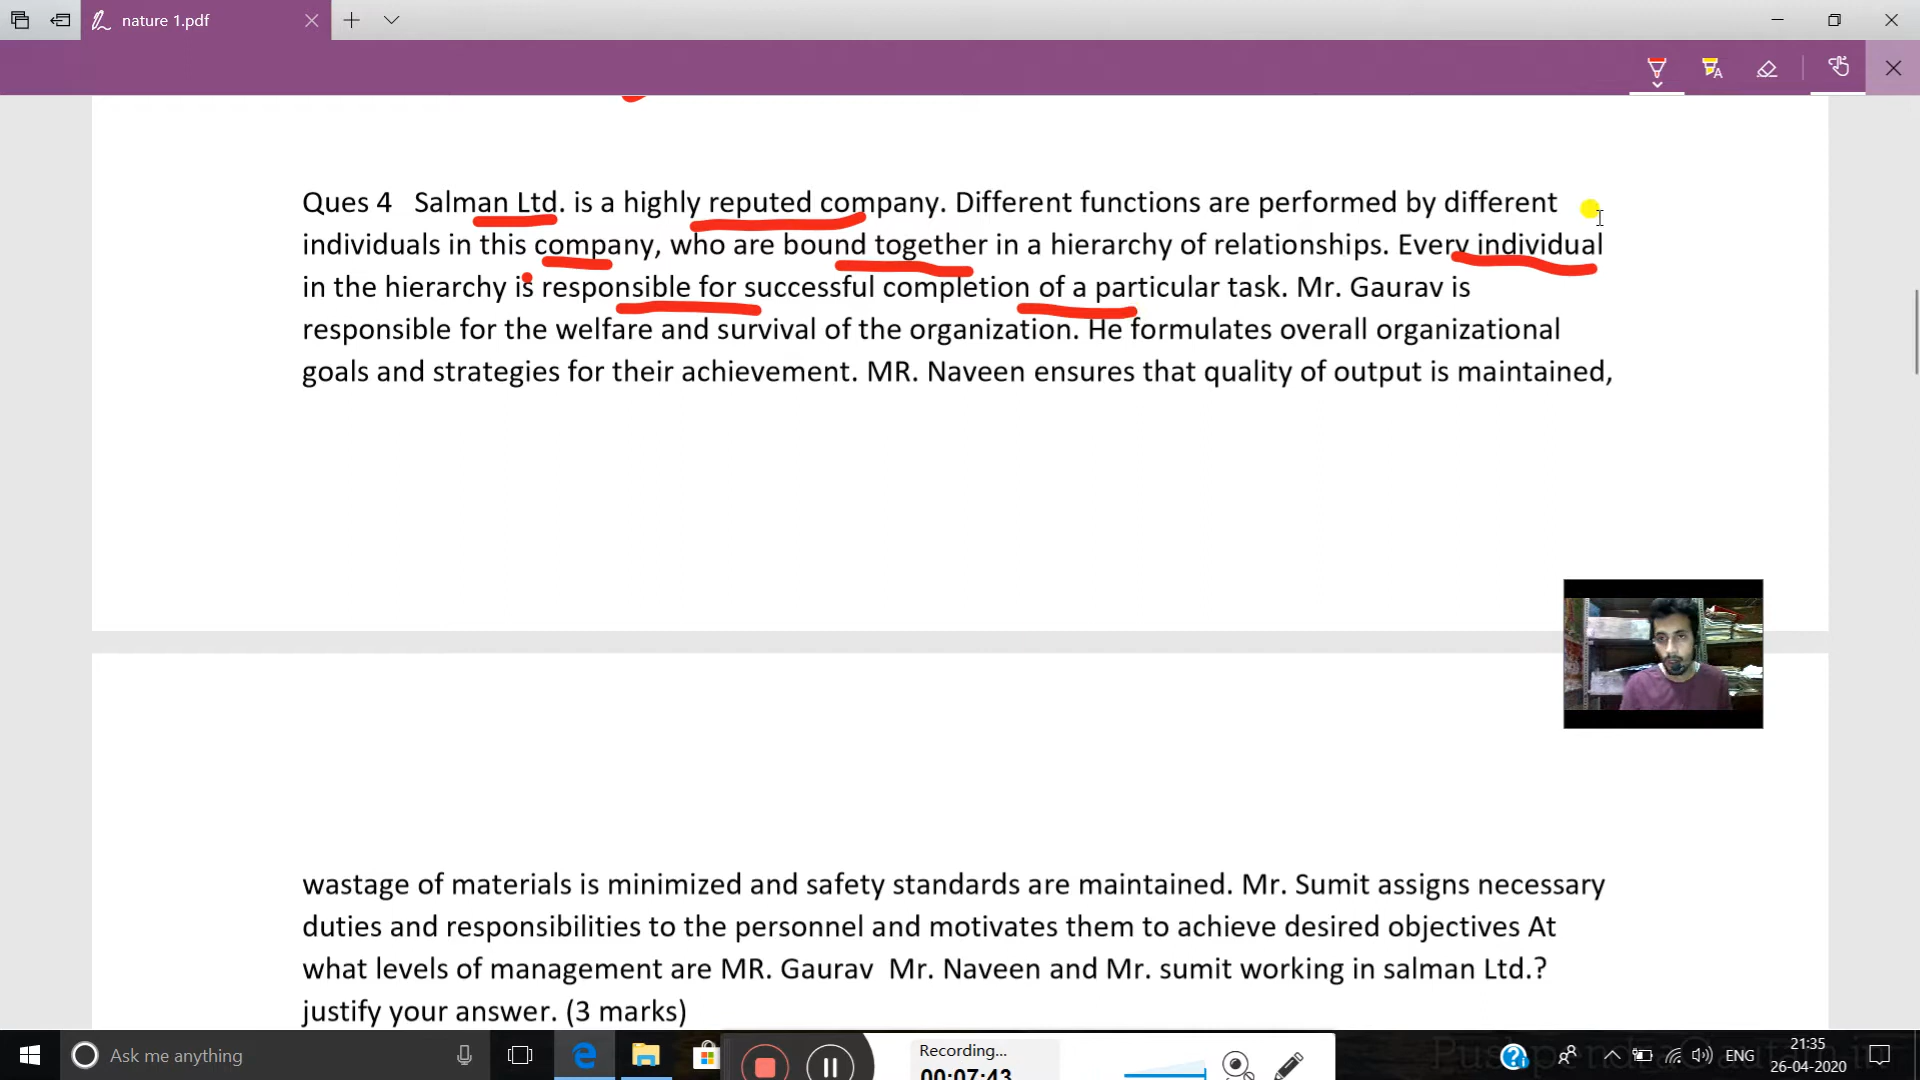 nature 1.pdf
Ques 4 Salman Ltd. is a highly reputed company. Different functions are performed by different
individuals in this company, who are bound together in a hierarchy of relationships. Every individual
in the hierarchy is responsible for successful completion of a particular task. Mr. Gaurav is
responsible for the welfare and survival of the organization. He formulates overall organizational
goals and strategies for their achievement. MR. Naveen ensures that quality of output is maintained,
wastage of materials is minimized and safety standards are maintained. Mr. Sumit assigns necessary
duties and responsibilities to the personnel and motivates them to achieve desired objectives At
what levels of management are MR. Gaurav Mr. Naveen and Mr. sumit working in salman Ltd.?
justify your answer. (3 marks)
Ask me anything
Recording...
00:07:43
ENG
21:35
26-04-2020